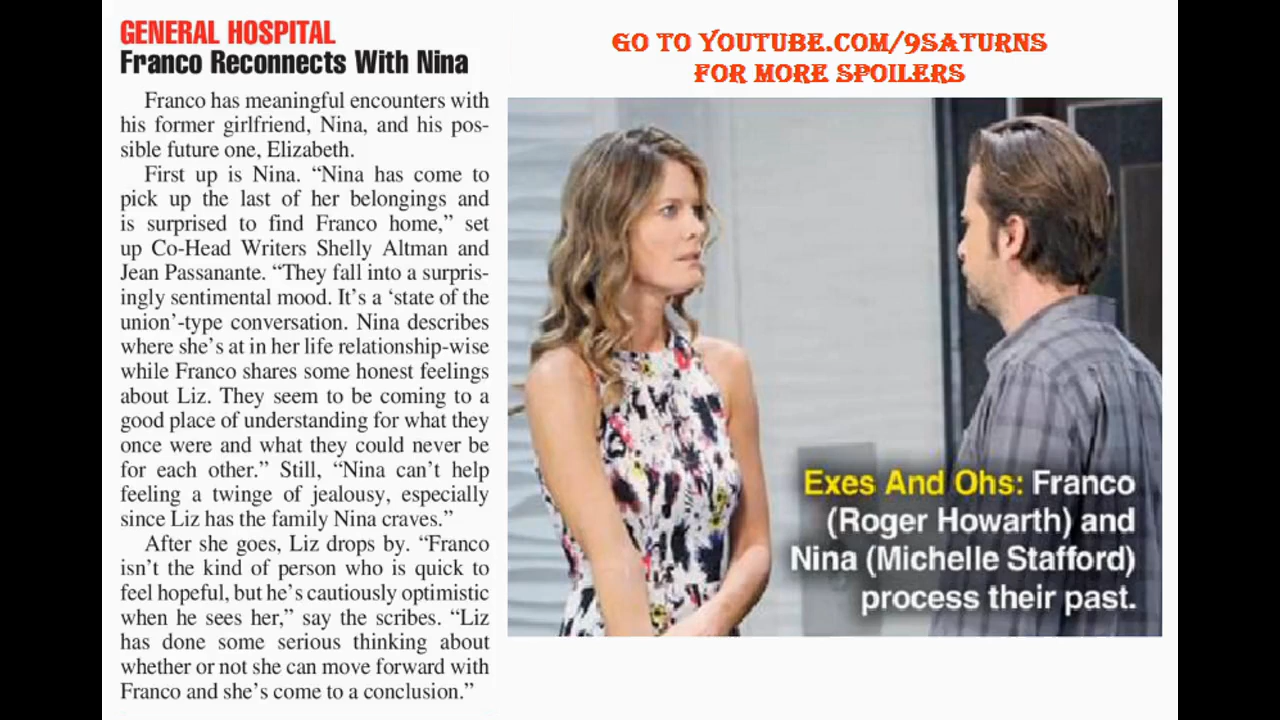 GENERAL HOSPITAL
Franco Reconnects With Nina
Franco has meaningful encounters with
his former girlfriend, Nina, and his pos-
sible future one, Elizabeth.
First up is Nina. “Nina has come to
pick up the last of her belongings and
is surprised to find Franco home,” set
up Co-Head Writers Shelly Altman and
Jean Passanante. “They fall into a surpris-
ingly sentimental mood. It’s a ‘state of the
union’-type conversation. Nina describes
where she’s at in her life relationship-wise
while Franco shares some honest feelings
about Liz. They seem to be coming to a
good place of understanding for what they
once were and what they could never be
for each other.” Still, “Nina can’t help
feeling a twinge of jealousy, especially
since Liz has the family Nina craves.”
After she goes, Liz drops by. “Franco
isn’t the kind of person who is quick to
feel hopeful, but he’s cautiously optimistic
when he sees her,” say the scribes. “Liz
has done some serious thinking about
whether or not she can move forward with
Franco and she’s come to a conclusion.”
GO TO YOUTUBE.COM/9SATURNS
FOR MORE SPOILERS
Exes And Ohs: Franco
(Roger Howarth) and
Nina (Michelle Stafford)
process their past.